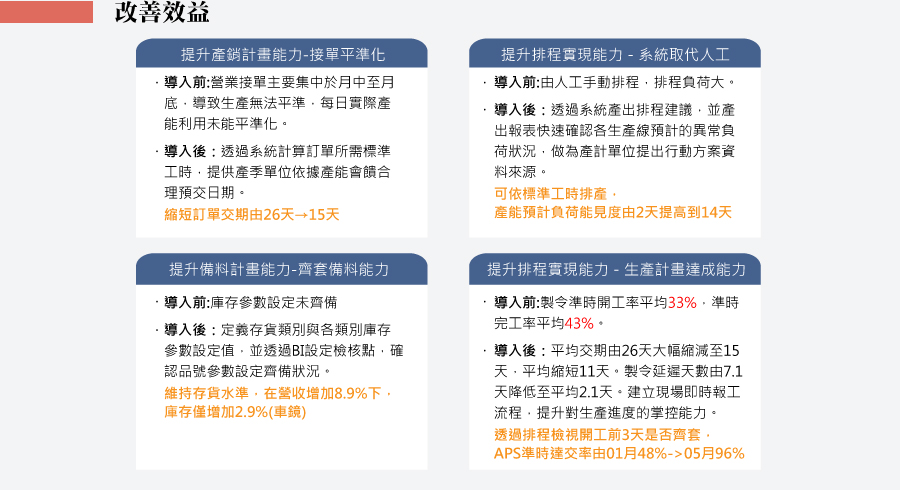 改善效益
提升產銷計畫能力-接單平準化
· 導入前:營業接單主要集中於月中至月
底，導致生產無法平準，每日實際產
能利用未能平準化。
· 導入後：透過系統計算訂單所需標準
工時，提供產季單位依據產能會饋合
理預交日期。
縮短訂單交期由26天→15天
提升排程實現能力 - 系統取代人工
· 導入前:由人工手動排程，排程負荷大。
· 導入後：透過系統產出排程建議，並產
出報表快速確認各生產線預計的異常負
荷狀況，做為產計單位提出行動方案資
料來源。
可依標準工時排產，
產能預計負荷能見度由2天提高到14天
提升備料計畫能力-齊套備料能力
· 導入前:庫存參數設定未齊備
· 導入後：定義存貨類別與各類別庫存
參數設定值，並透過BI設定檢核點，確
認品號參數設定齊備狀況。
維持存貨水準，在營收增加8.9%下，
庫存僅增加2.9%(車鏡)
提升排程實現能力 - 生產計畫達成能力
· 導入前:製令準時開工率平均33%，準時
完工率平均43%。
· 導入後：平均交期由26天大幅縮減至15
天，平均縮短11天。製令延遲天數由7.1
天降低至平均2.1天。建立現場即時報工
流程，提升對生產進度的掌控能力。
透過排程檢視開工前3天是否齊套，
APS準時達交率由01月48%->05月96%